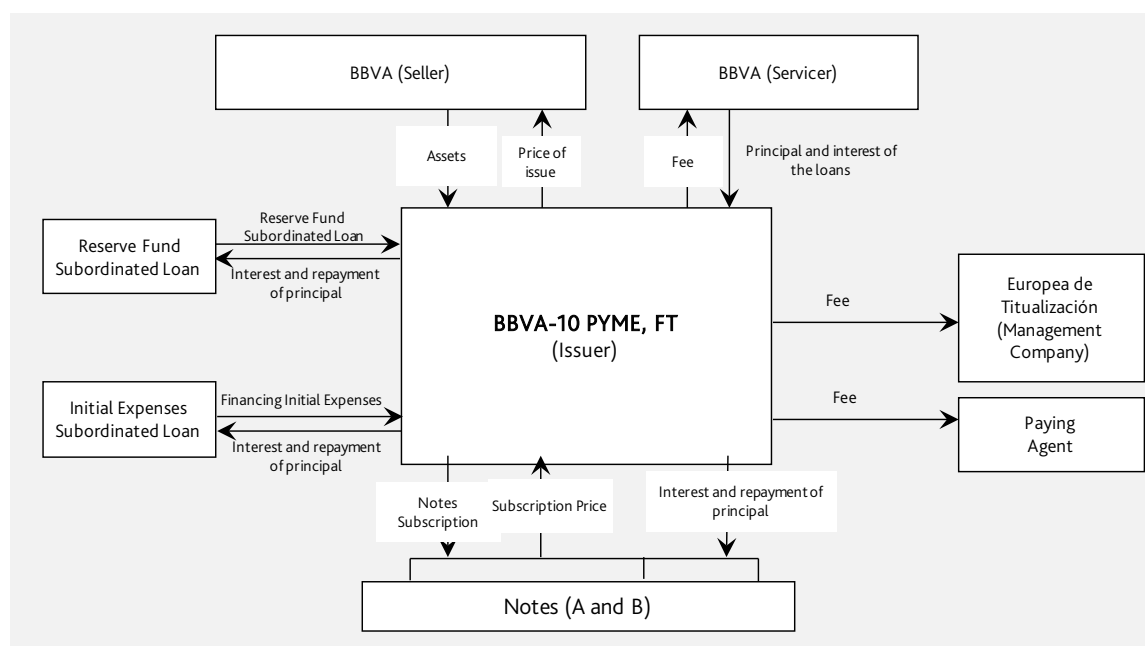 BBVA (Seller)
BBVA (Servicer)
Assets
Price of
issue
Fee
Principal and interest of
the loans
Reserve Fund
Subordinated Loan
Reserve Fund
Subordinated Loan
Interest and repayment
of principal
BBVA-10 PYME, FT
(Issuer)
Fee
Europea de
Titualización
(Management
Company)
Initial Expenses
Subordinated Loan
Financing Initial Expenses
Interest and repayment
of principal
Fee
Paying
Agent
Notes
Subscription
Subscription Price
Interest and repayment of
principal
Notes (A and B)